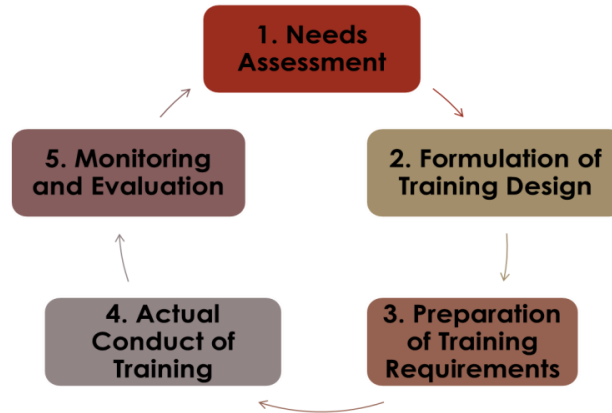 1. Needs
Assessment
2. Formulation of
Training Design
3. Preparation
of Training
Requirements
4. Actual
Conduct of
Training
5. Monitoring
and Evaluation